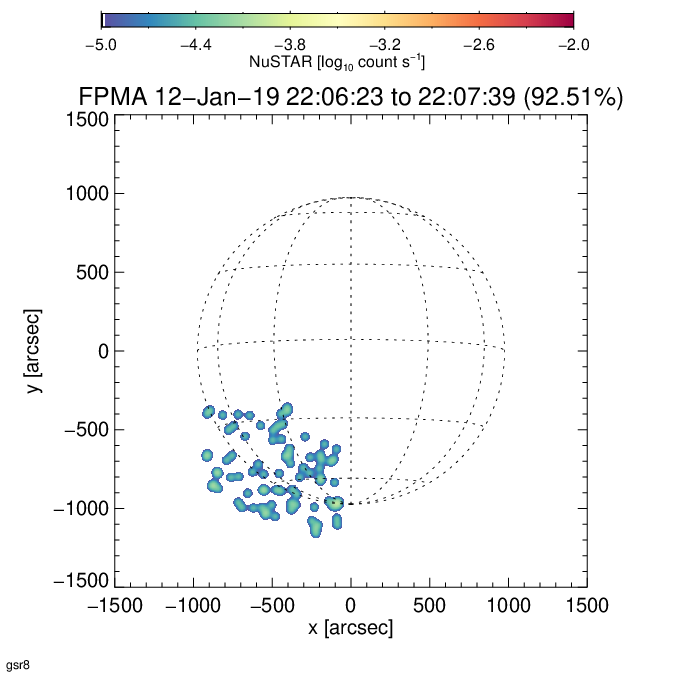 −5.0 −4.4 −3.8 −3.2 −2.6 −2.0
NuSTAR [log₁₀ count s⁻¹]
FPMA 12−Jan−19 22:06:23 to 22:07:39 (92.51%)
1500
1000
500
0
−500
−1000
−1500
y [arcsec]
−1500 −1000 −500 0 500 1000 1500
x [arcsec]
gsr8